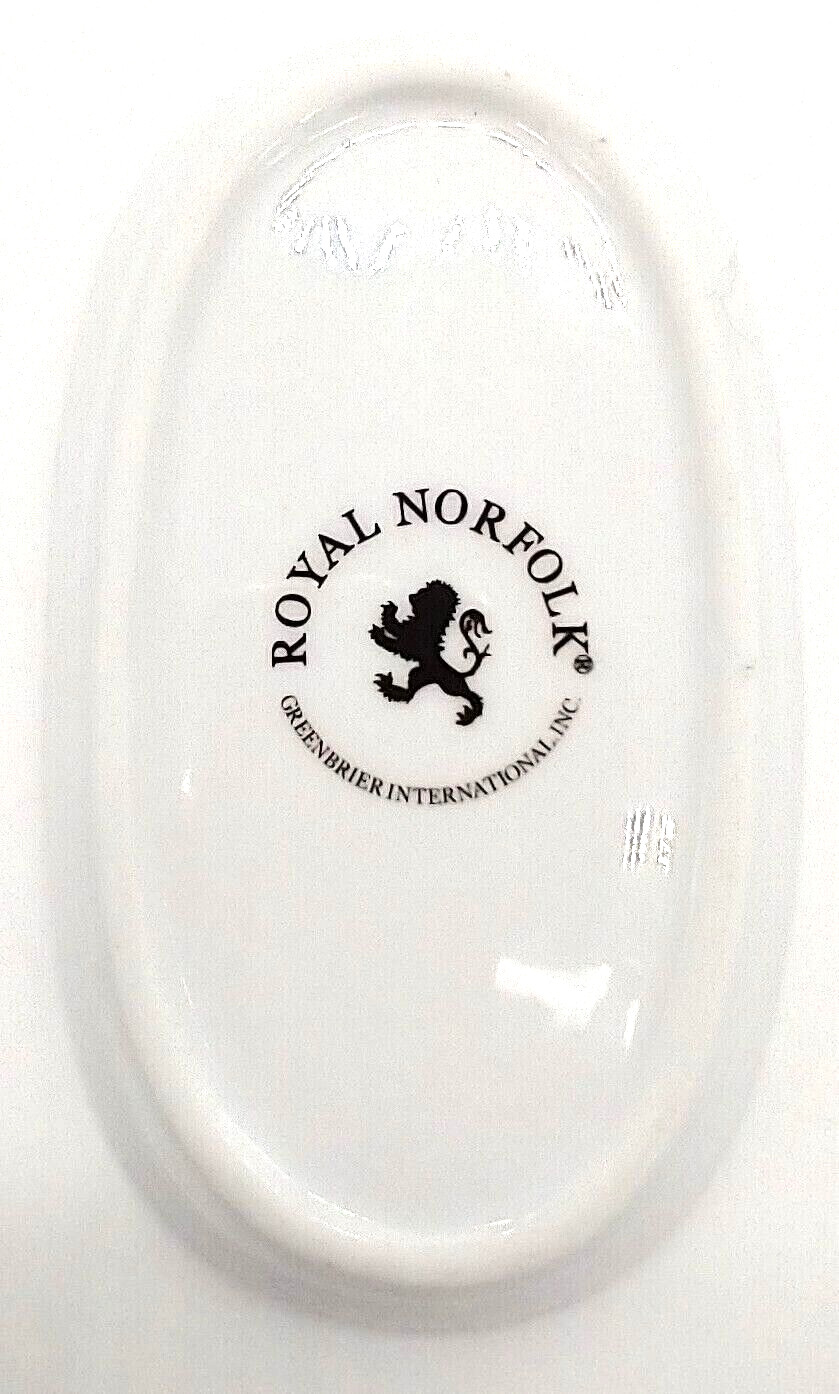 ROYAL NORFOLK®
GREENBRIER INTERNATIONAL, INC.